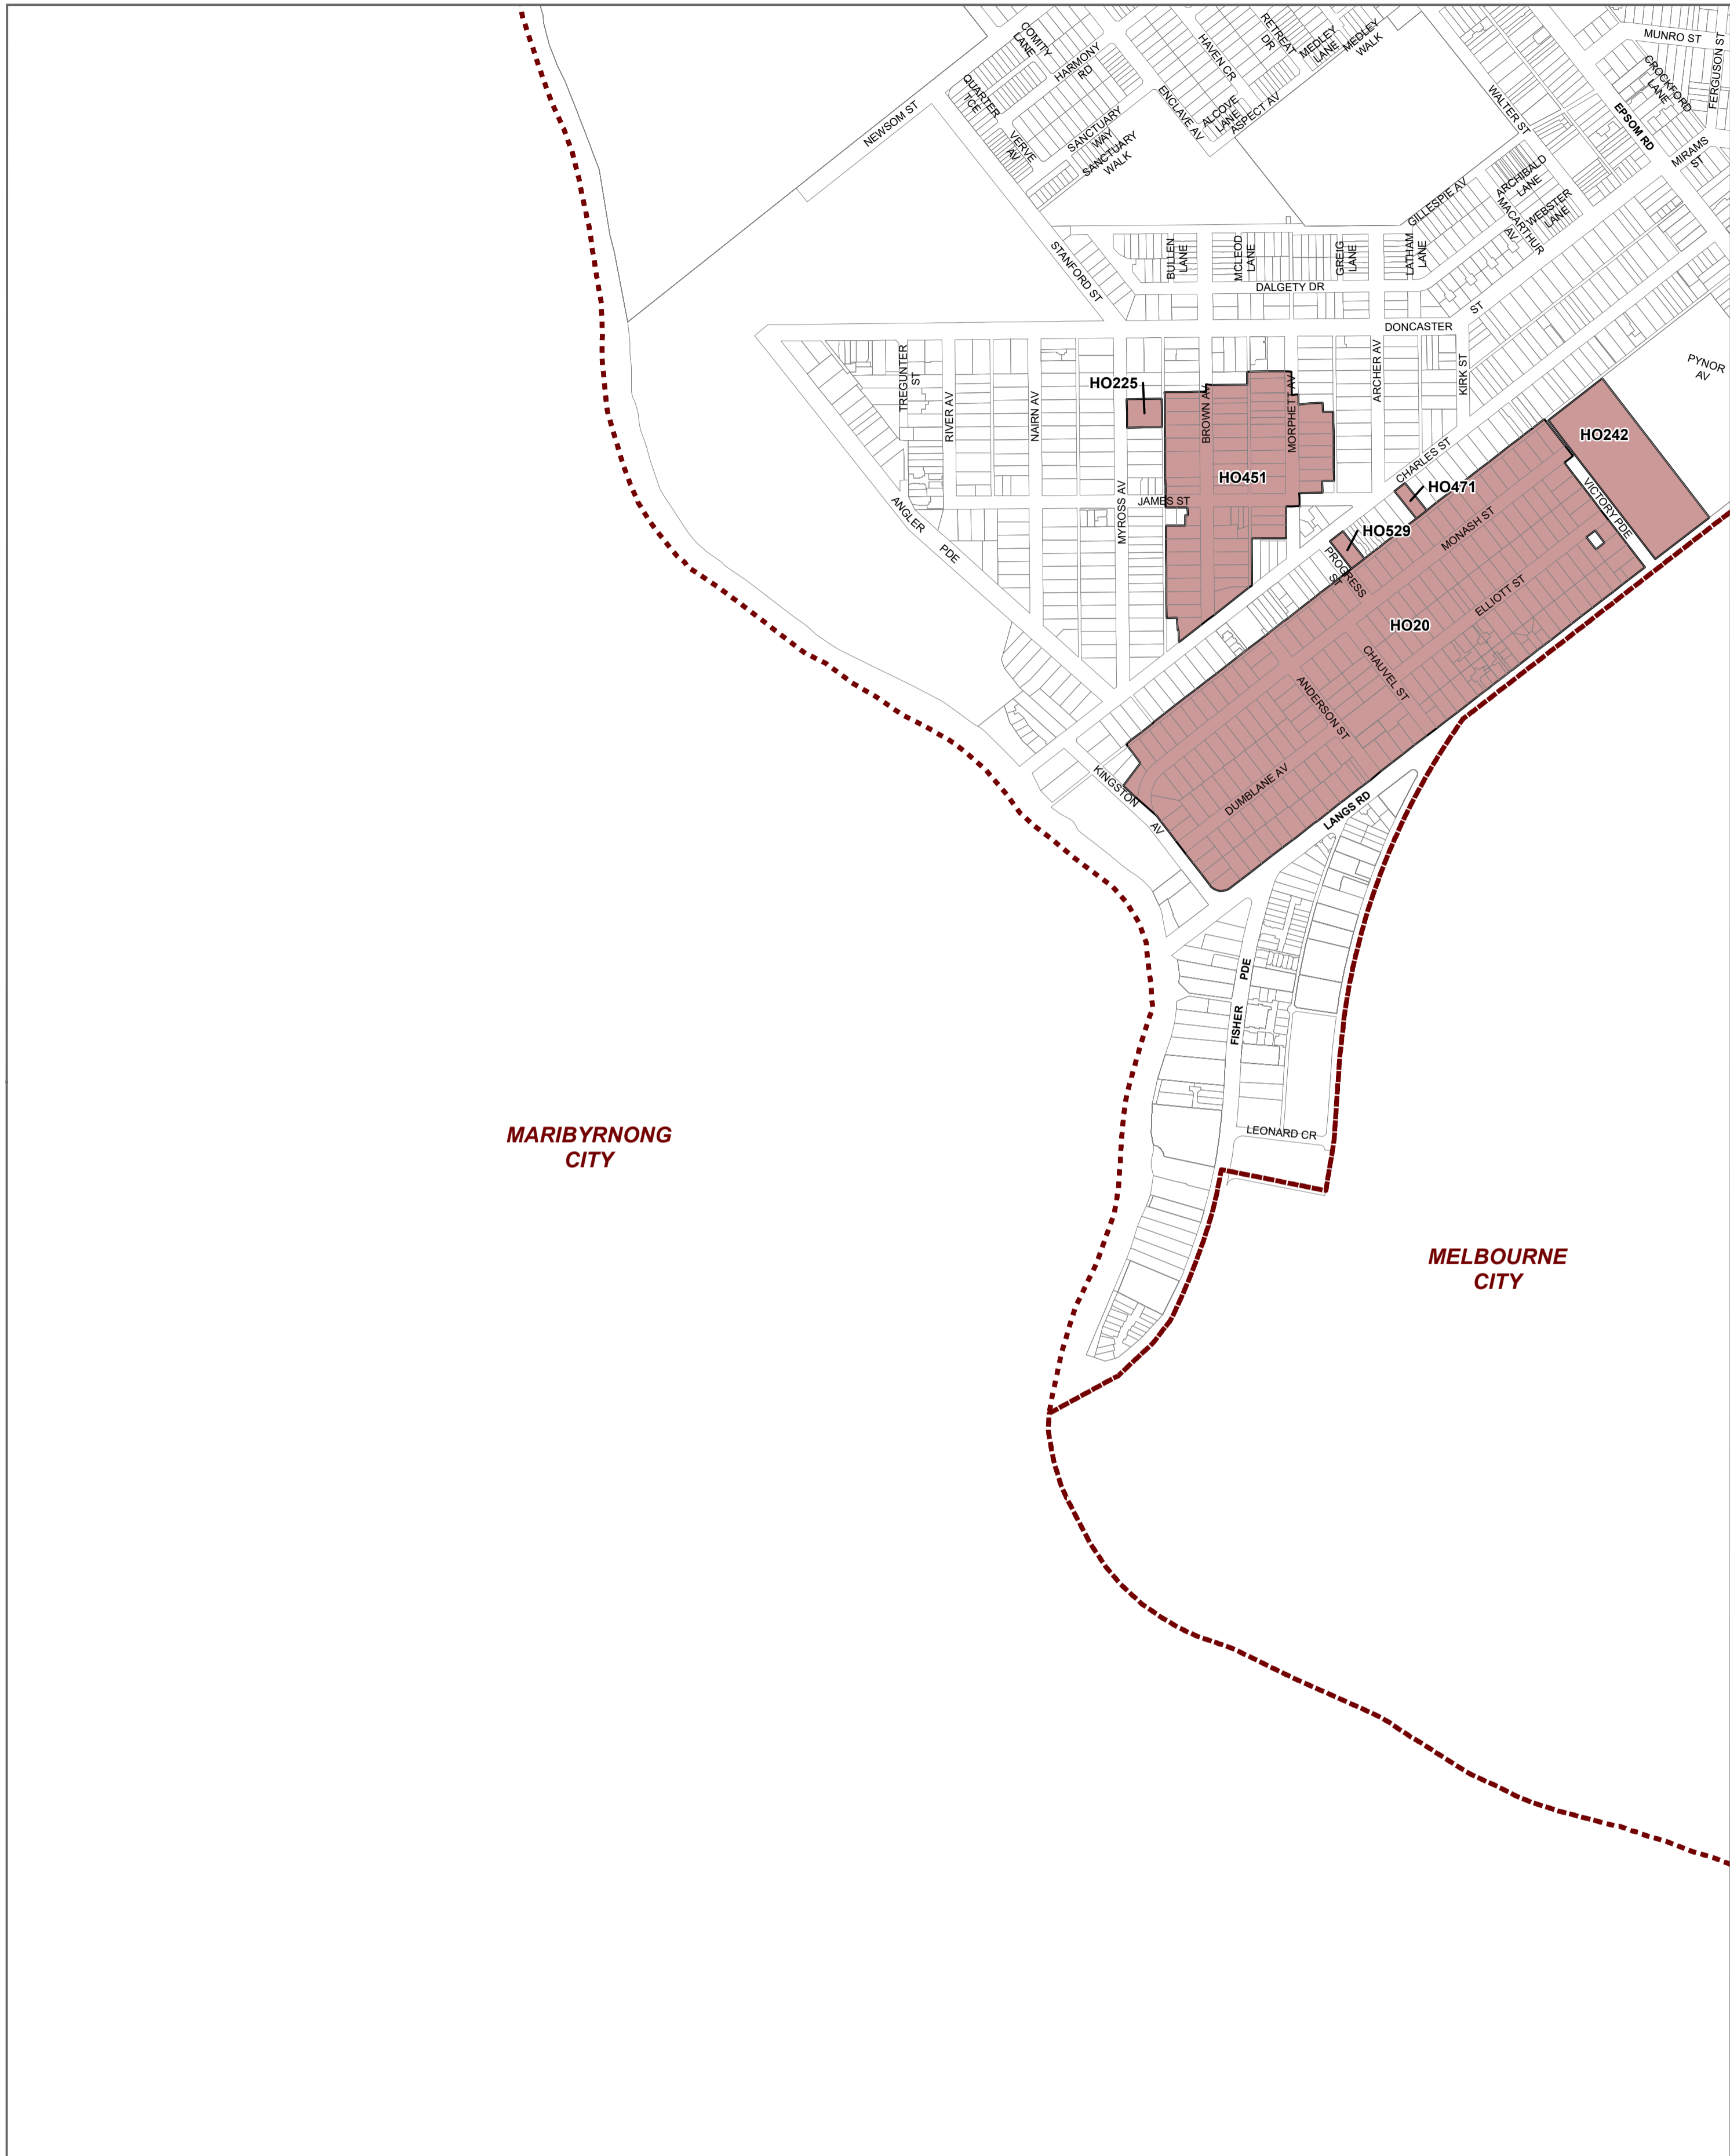 COMITY
LANE
HARMONY
RD
QUARTER
TCE
NEWSOM ST
VERVE
AV
SANCTUARY
WAY
SANCTUARY
WALK
ENCLAVE AV
HAVEN CR
ALCOVE
LANE
ASPECT AV
RETREAT
DR
MEDLEY
LANE
MEDLEY
WALK
MUNRO ST
FERGUSON ST
CROCKFORD
LANE
EPSOM RD
WALTER ST
MIRAMS
ST
ARCHIBALD
LANE
GILLESPIE AV
MACARTHUR
AV
WEBSTER
LANE
STANFORD ST
BULLEN
LANE
MCLEOD
LANE
GREIG
LANE
LATHAM
LANE
DALGETY DR
DONCASTER
ST
TREGUNTER
ST
RIVER AV
NAIRN AV
HO225
MYROSS AV
BROWN AV
MORPHETT AV
ARCHER AV
KIRK ST
PYNOR
AV
HO242
HO451
CHARLES ST
HO471
JAMES ST
VICTORY PDE
MONASH ST
HO529
PROGRESS
ST
ANGLER
PDE
ELLIOTT ST
HO20
CHAUVEL ST
ANDERSON ST
DUMBLANE AV
KINGSTON
AV
LANGS RD
FISHER
PDE
LEONARD CR
MARIBYRNONG
CITY
MELBOURNE
CITY